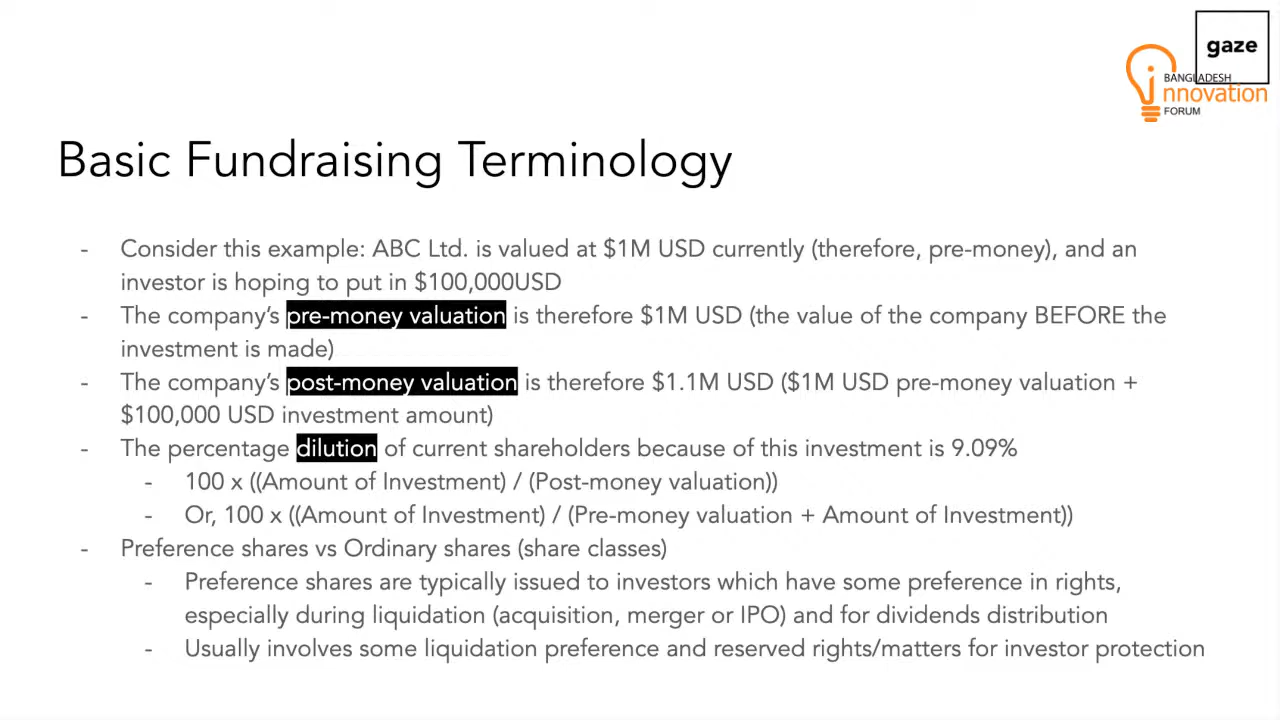 gaze
BANGLADESH
innovation
FORUM
Basic Fundraising Terminology
- Consider this example: ABC Ltd. is valued at $1M USD currently (therefore, pre-money), and an
investor is hoping to put in $100,000USD
- The company’s pre-money valuation is therefore $1M USD (the value of the company BEFORE the
investment is made)
- The company’s post-money valuation is therefore $1.1M USD ($1M USD pre-money valuation +
$100,000 USD investment amount)
- The percentage dilution of current shareholders because of this investment is 9.09%
- 100 x ((Amount of Investment) / (Post-money valuation))
- Or, 100 x ((Amount of Investment) / (Pre-money valuation + Amount of Investment))
- Preference shares vs Ordinary shares (share classes)
- Preference shares are typically issued to investors which have some preference in rights,
especially during liquidation (acquisition, merger or IPO) and for dividends distribution
- Usually involves some liquidation preference and reserved rights/matters for investor protection